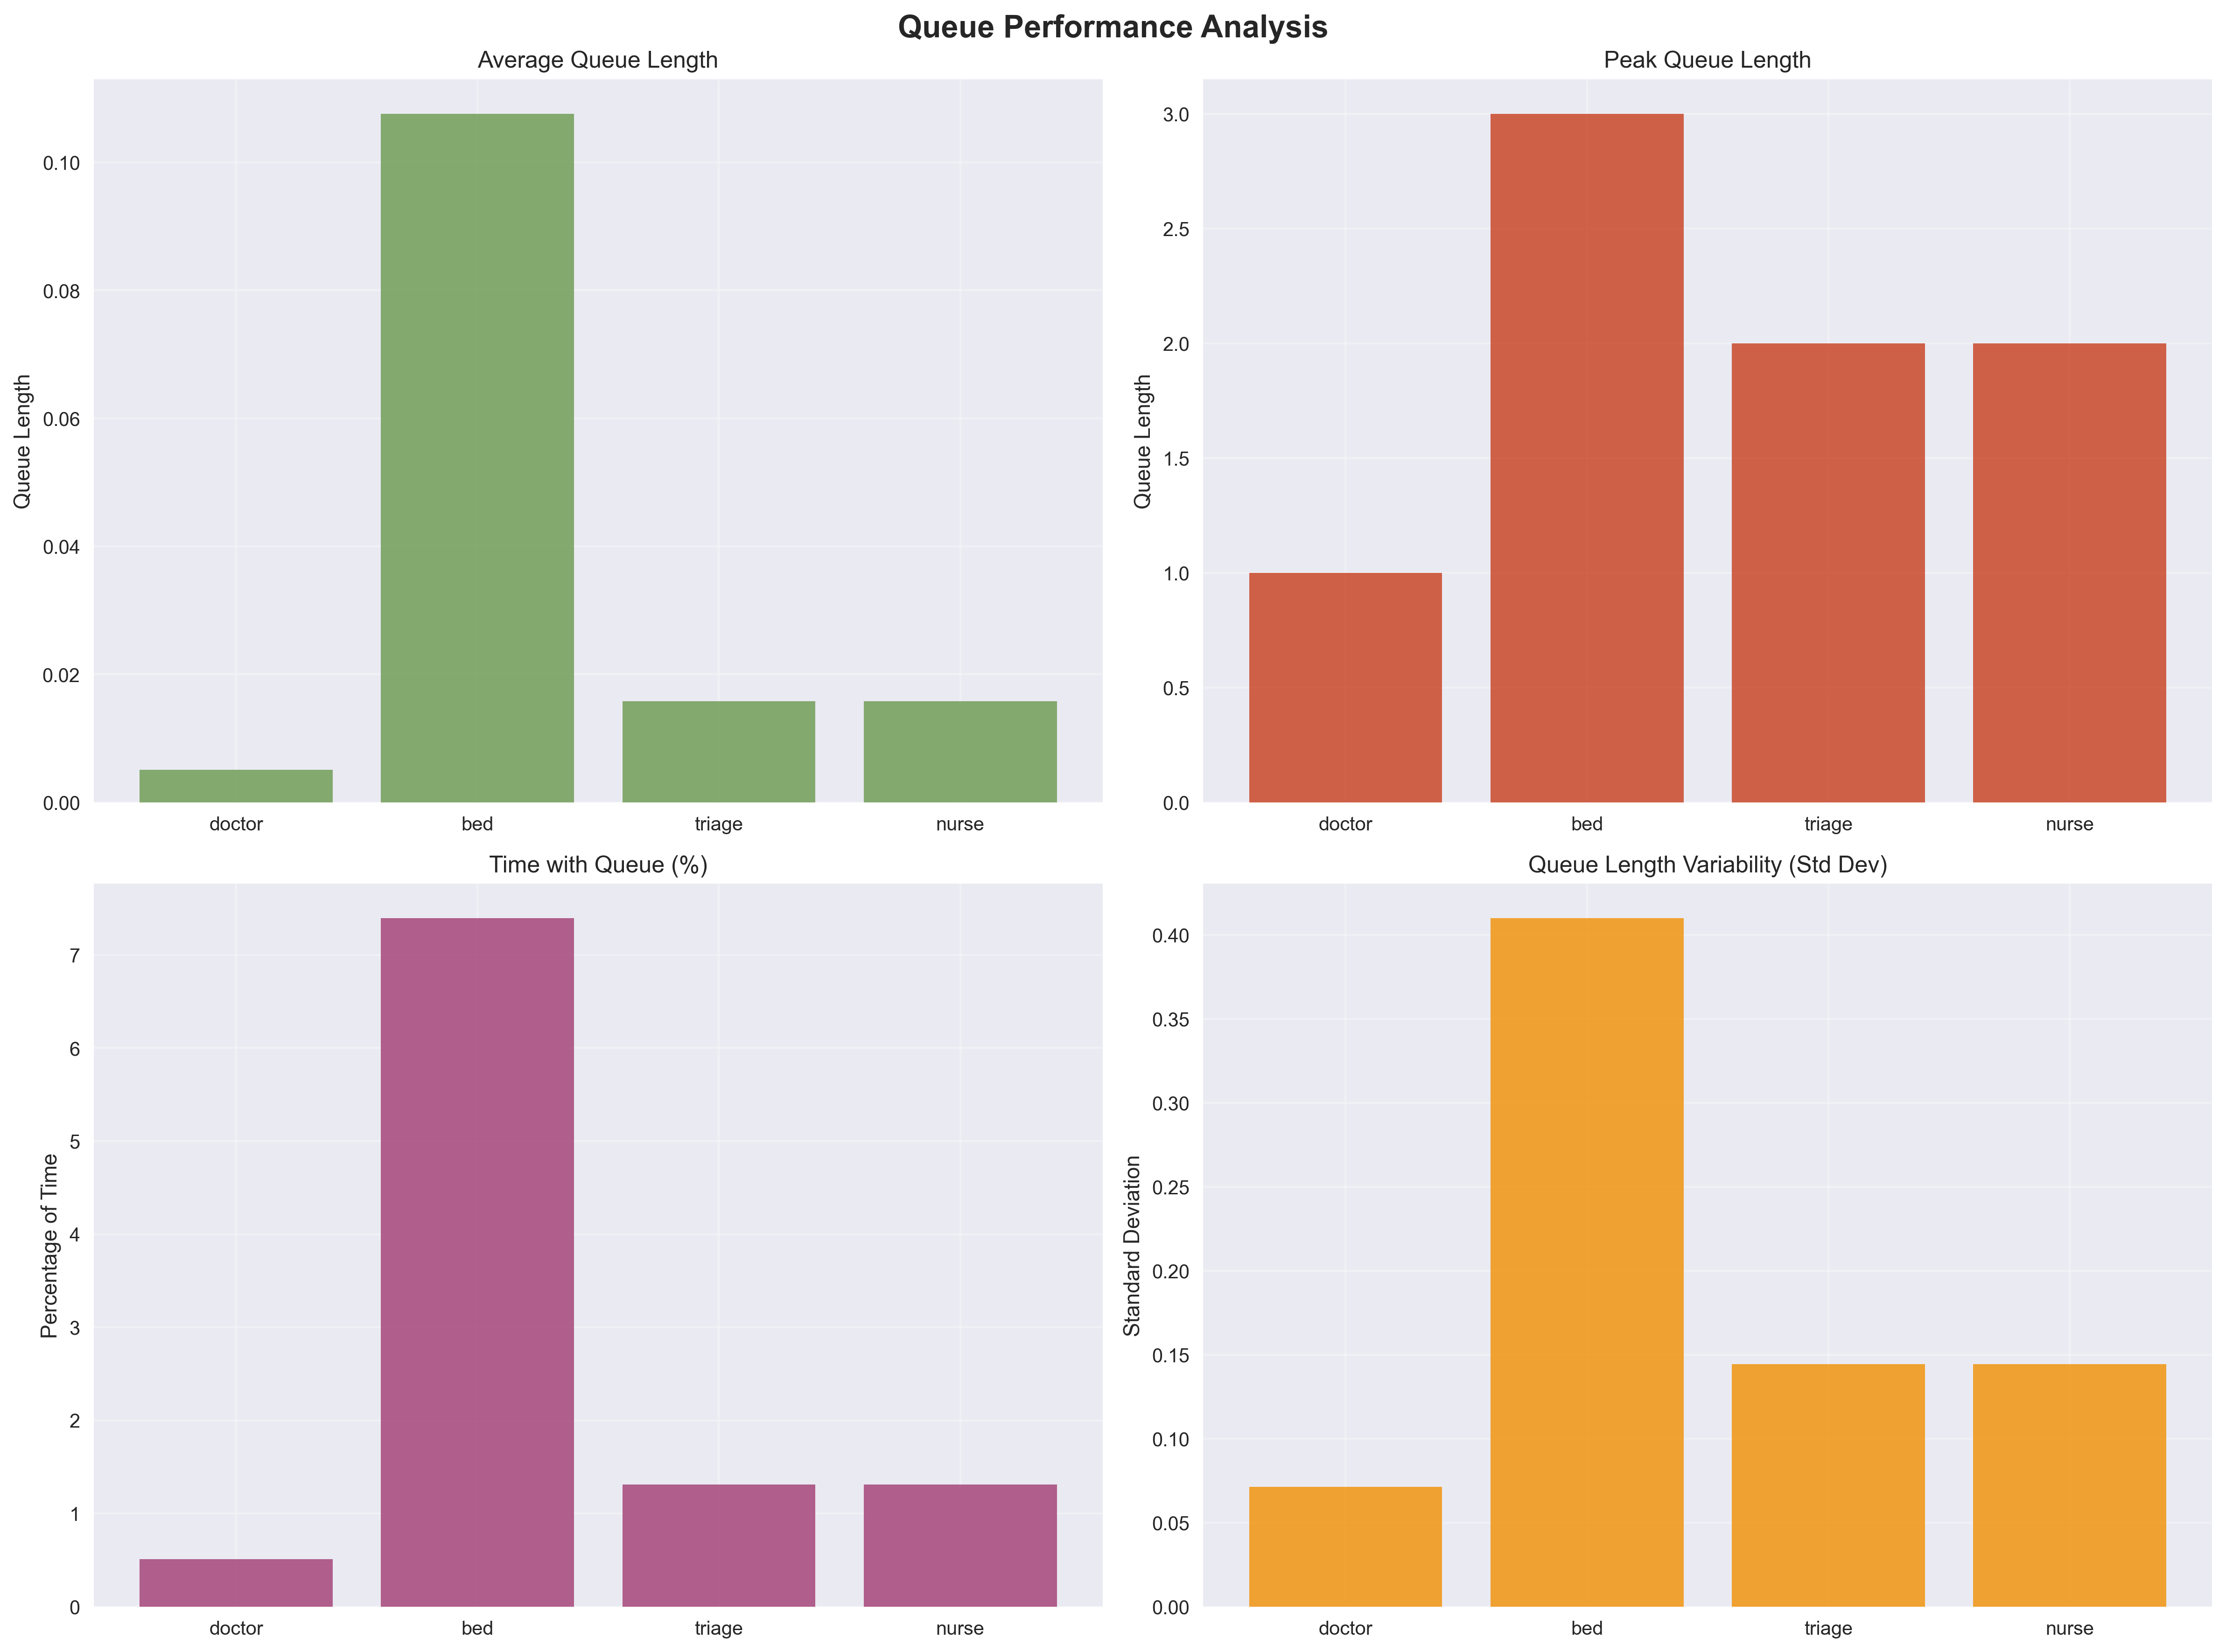 Queue Performance Analysis
Average Queue Length
Queue Length
0.10
0.08
0.06
0.04
0.02
0.00
doctor bed triage nurse
Peak Queue Length
Queue Length
3.0
2.5
2.0
1.5
1.0
0.5
0.0
doctor bed triage nurse
Time with Queue (%)
Percentage of Time
7
6
5
4
3
2
1
0
doctor bed triage nurse
Queue Length Variability (Std Dev)
Standard Deviation
0.40
0.35
0.30
0.25
0.20
0.15
0.10
0.05
0.00
doctor bed triage nurse